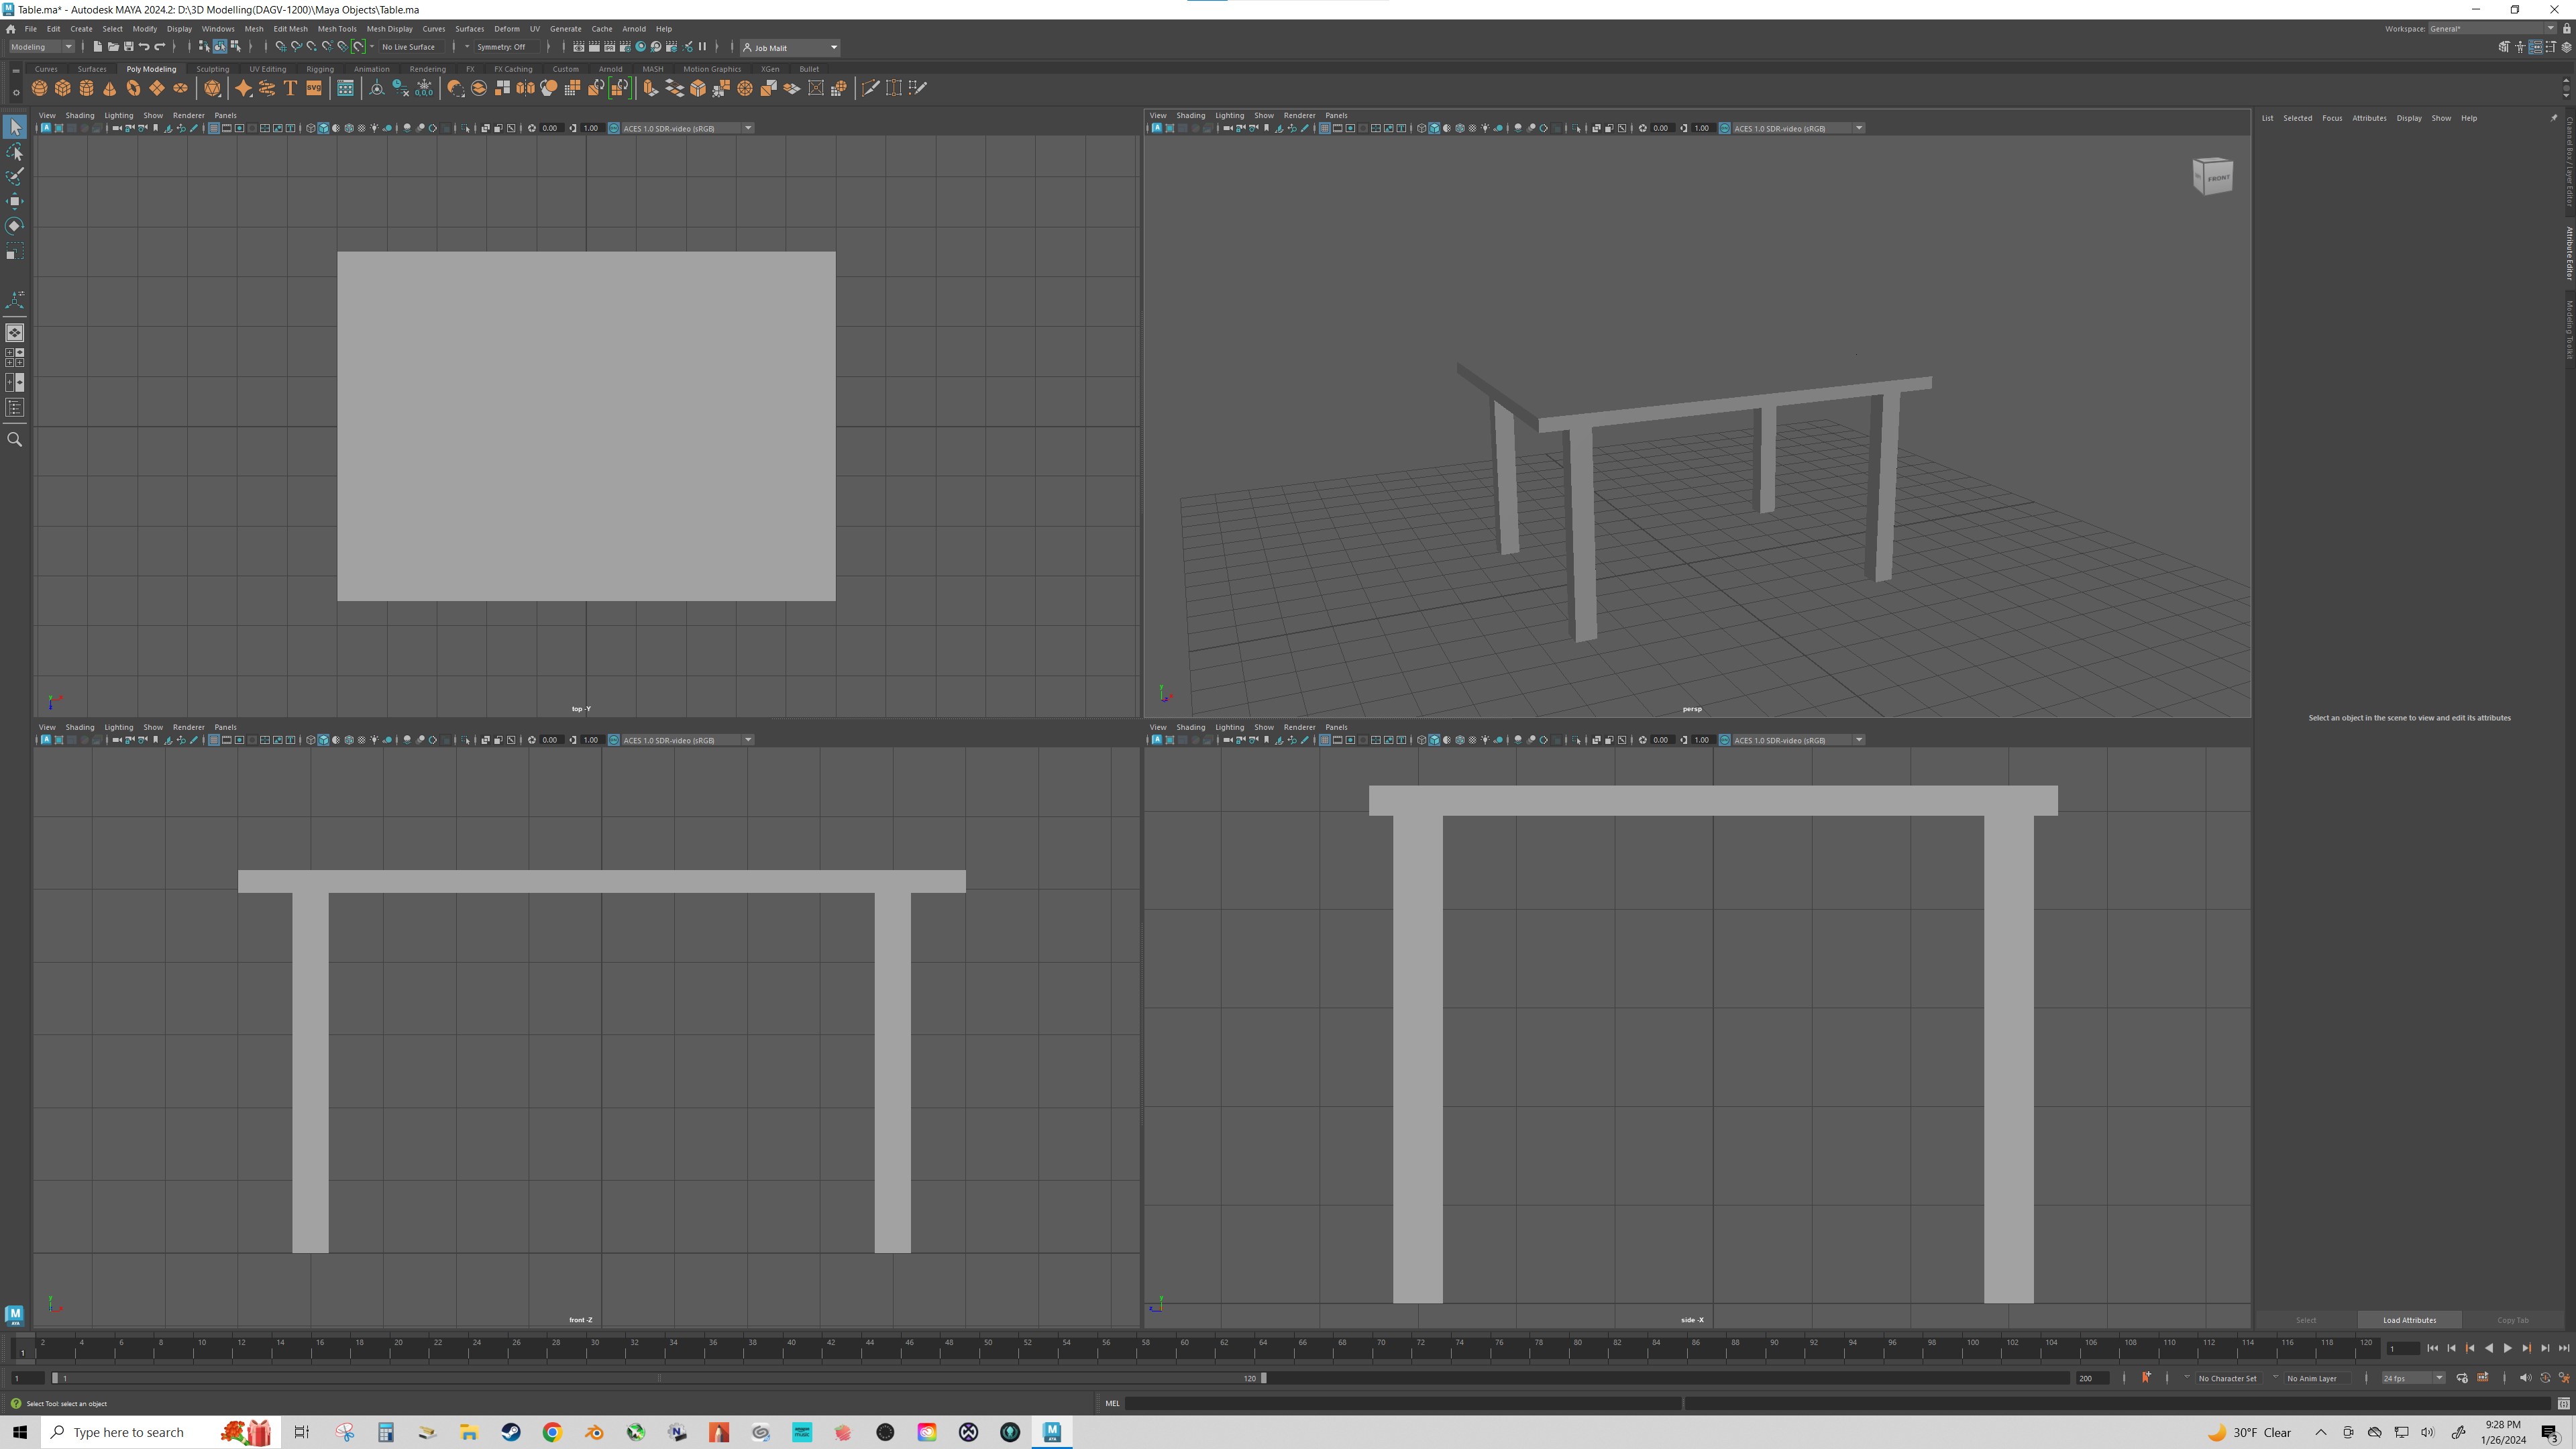 Table.ma* - Autodesk MAYA 2024.2: D:\3D Modelling(DAGV-1200)\Maya Objects\Table.ma
File Edit Create Select Modify Display Windows Mesh Edit Mesh Mesh Tools Mesh Display Curves Surfaces Deform UV Generate Cache Arnold Help
Workspace: General*
Modeling
No Live Surface
Symmetry: Off
Job Malit
Curves Surfaces Poly Modeling Sculpting UV Editing Rigging Animation Rendering FX FX Caching Custom Arnold MASH Motion Graphics XGen Bullet
View Shading Lighting Show Renderer Panels
0.00 1.00 ACES 1.0 SDR-video (sRGB)
top -Y
View Shading Lighting Show Renderer Panels
0.00 1.00 ACES 1.0 SDR-video (sRGB)
FRONT
persp
List Selected Focus Attributes Display Show Help
Channel Box / Layer Editor
Attribute Editor
Modeling Toolkit
Select an object in the scene to view and edit its attributes
View Shading Lighting Show Renderer Panels
0.00 1.00 ACES 1.0 SDR-video (sRGB)
front -Z
View Shading Lighting Show Renderer Panels
0.00 1.00 ACES 1.0 SDR-video (sRGB)
side -X
Select Load Attributes Copy Tab
2 4 6 8 10 12 14 16 18 20 22 24 26 28 30 32 34 36 38 40 42 44 46 48 50 52 54 56 58 60 62 64 66 68 70 72 74 76 78 80 82 84 86 88 90 92 94 96 98 100 102 104 106 108 110 112 114 116 118 120
1
1
1 1 120 200 No Character Set No Anim Layer 24 fps
Select Tool: select an object
MEL
Type here to search
30°F Clear
9:28 PM
1/26/2024
3